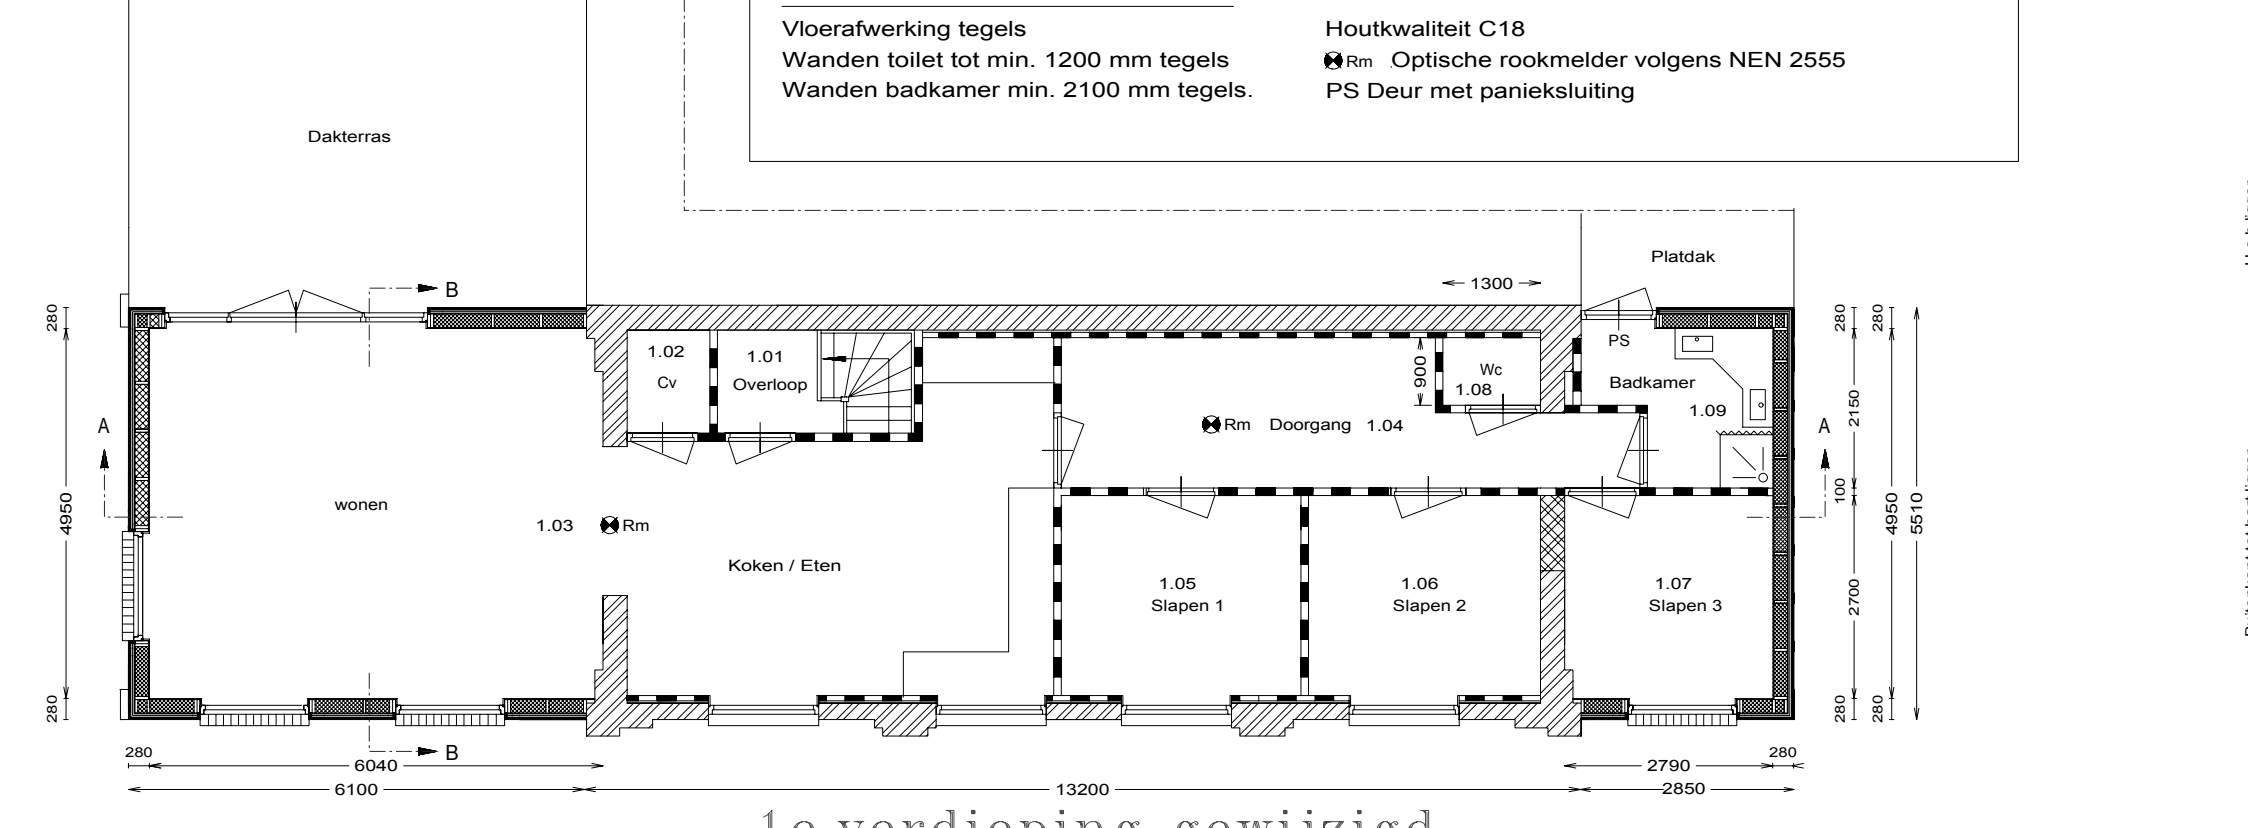 Vloerafwerking tegels
Wanden toilet tot min. 1200 mm tegels
Wanden badkamer min. 2100 mm tegels.
Houtkwaliteit C18
Rm .Optische rookmelder volgens NEN 2555
PS Deur met panieksluiting
Dakterras
Platdak
B
1300
280
280
280
PS
1.02
Cv
1.01
Overloop
900
Wc
1.08
Badkamer
1.09
2150
A
A
Rm Doorgang 1.04
wonen
4950
1.03 Rm
100
4950
5510
Koken / Eten
1.05
Slapen 1
1.06
Slapen 2
1.07
Slapen 3
2700
280
280
280
B
280
6040
2790
280
6100
13200
2850
1e verdieping gewijzigd